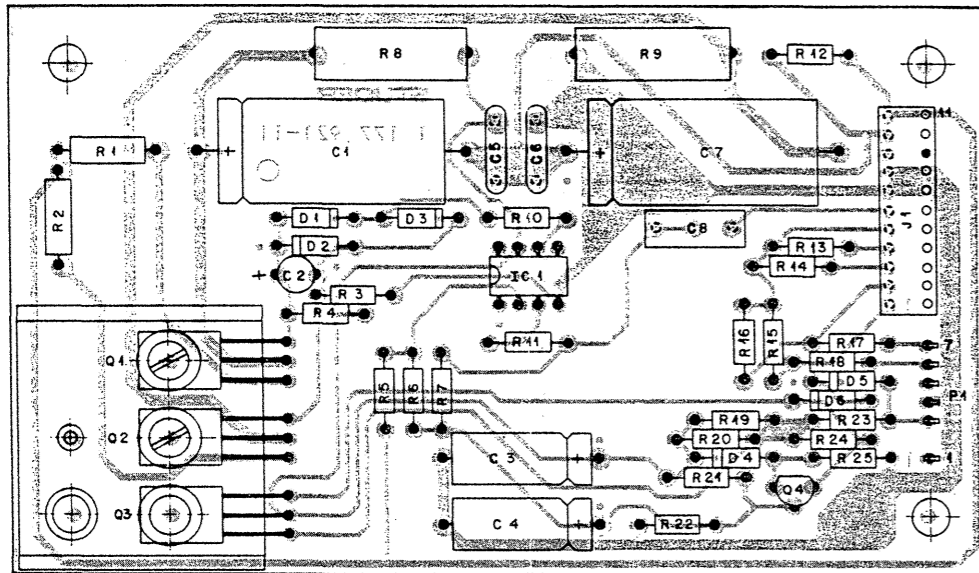 R8
R9
R12
11
R1
+
C1
C5
C6
+
C7
R2
D1
D3
R10
C8
J1
D2
R13
+
C2
IC1
R14
R3
R4
Q1
R11
R16
R15
R17
7
R18
R5
R6
R7
D5
D6
P1
Q2
R19
R23
R20
R24
C3
+
D4
R25
1
R21
Q4
Q3
C4
+
R22